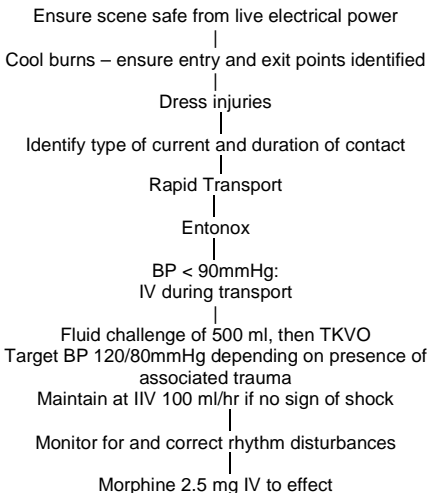 Ensure scene safe from live electrical power
Cool burns – ensure entry and exit points identified
Dress injuries
Identify type of current and duration of contact
Rapid Transport
Entonox
BP < 90mmHg:
IV during transport
Fluid challenge of 500 ml, then TKVO
Target BP 120/80mmHg depending on presence of
associated trauma
Maintain at IIV 100 ml/hr if no sign of shock
Monitor for and correct rhythm disturbances
Morphine 2.5 mg IV to effect